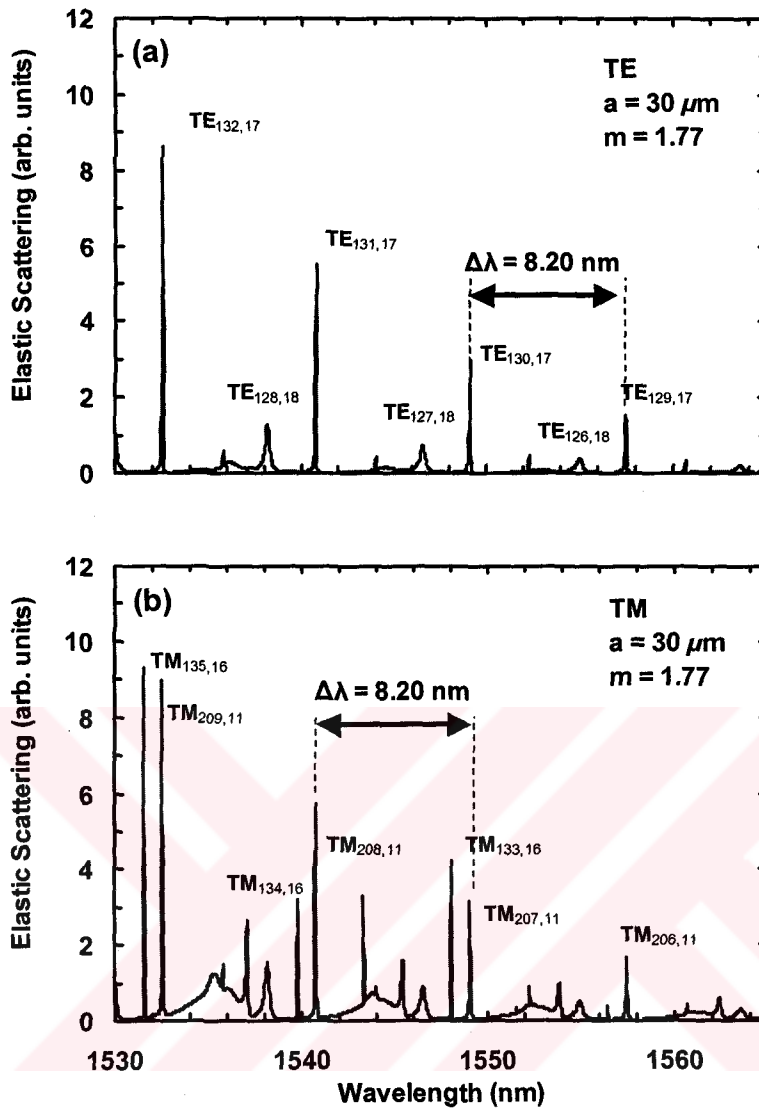 12
10
8
6
4
2
0
Elastic Scattering (arb. units)
(a)
TE
a = 30 µm
m = 1.77
TE132,17
TE131,17
Δλ = 8.20 nm
TE130,17
TE129,17
TE128,18
TE127,18
TE126,18
12
10
8
6
4
2
0
Elastic Scattering (arb. units)
(b)
TM
a = 30 µm
m = 1.77
TM135,16
TM209,11
Δλ = 8.20 nm
TM208,11
TM133,16
TM134,16
TM207,11
TM206,11
1530 1540 1550 1560
Wavelength (nm)